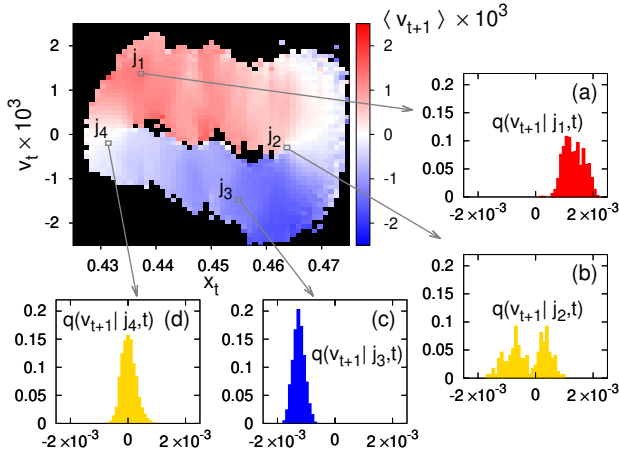 ⟨ v_{t+1} ⟩ × 10^3
v_t × 10^3
2
1
0
-1
-2
j_1
j_4
j_2
j_3
2
1
0
-1
-2
0.43 0.44 0.45 0.46 0.47
x_t
(a)
q(v_{t+1}| j_1,t)
0.2
0.15
0.1
0.05
0
-2×10^{-3} 0 2×10^{-3}
(b)
q(v_{t+1}| j_2,t)
0.2
0.15
0.1
0.05
0
-2×10^{-3} 0 2×10^{-3}
(d)
q(v_{t+1}| j_4,t)
0.2
0.15
0.1
0.05
0
-2×10^{-3} 0 2×10^{-3}
(c)
q(v_{t+1}| j_3,t)
0.2
0.15
0.1
0.05
0
-2×10^{-3} 0 2×10^{-3}